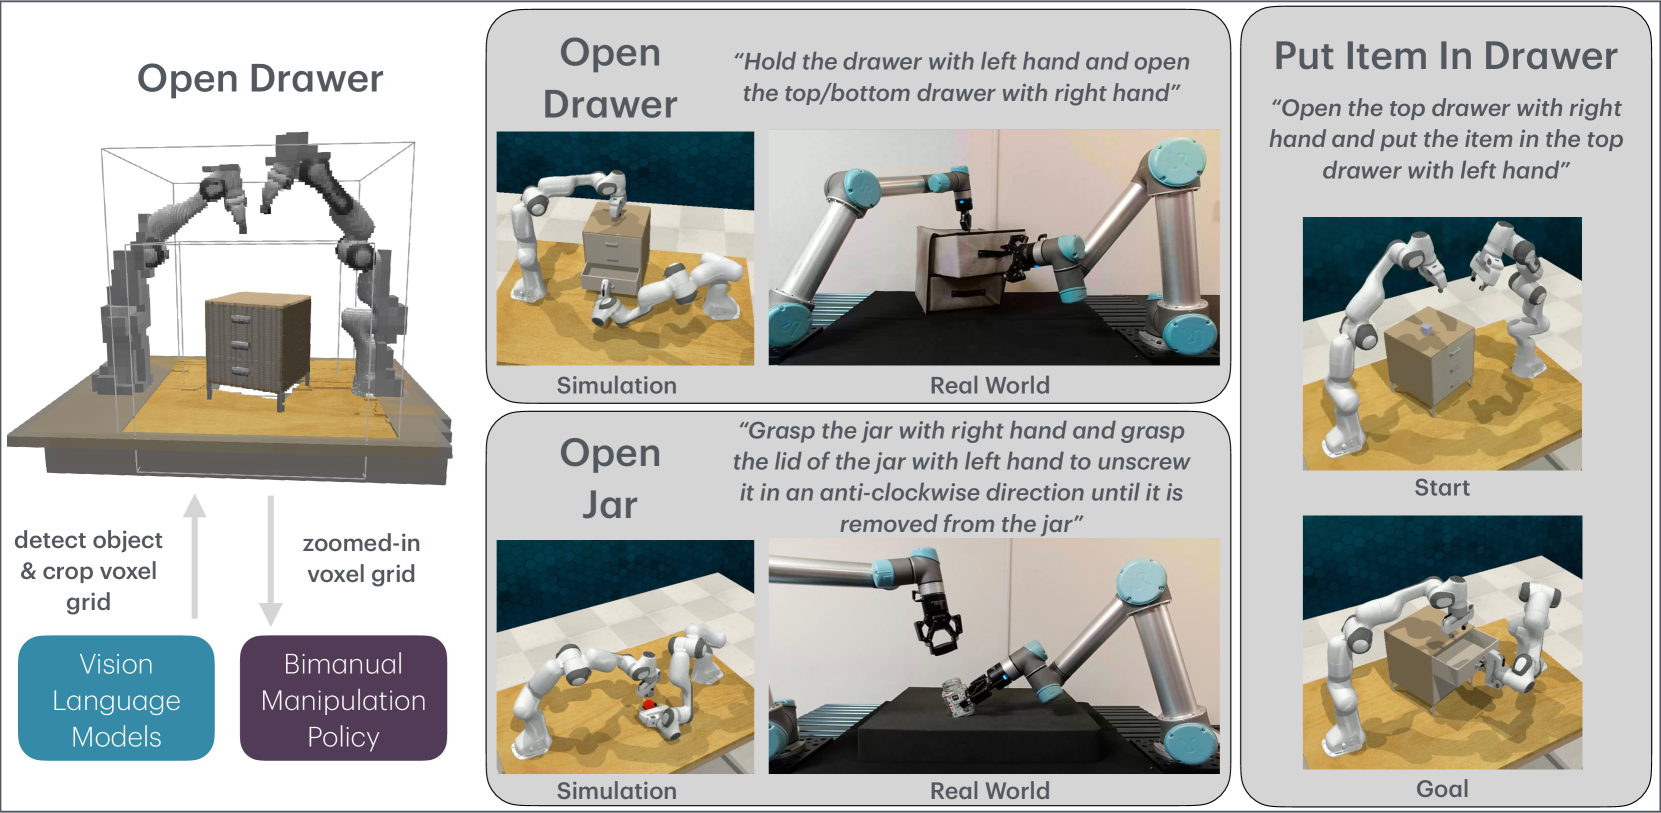 Open Drawer
detect object
& crop voxel
grid
zoomed-in
voxel grid
Vision
Language
Models
Bimanual
Manipulation
Policy
Open
Drawer
“Hold the drawer with left hand and open
the top/bottom drawer with right hand”
Simulation
Real World
Open
Jar
“Grasp the jar with right hand and grasp
the lid of the jar with left hand to unscrew
it in an anti-clockwise direction until it is
removed from the jar”
Simulation
Real World
Put Item In Drawer
“Open the top drawer with right
hand and put the item in the top
drawer with left hand”
Start
Goal